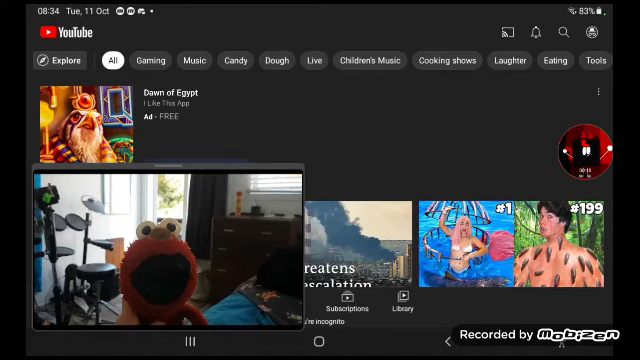 08:34 Tue, 11 Oct
83%
YouTube
Explore
All
Gaming
Music
Candy
Dough
Live
Children's Music
Cooking shows
Laughter
Eating
Tools
Dawn of Egypt
I Like This App
Ad • FREE
#1
#199
reatens
escalation
Subscriptions
Library
're incognito
Recorded by Mobizen